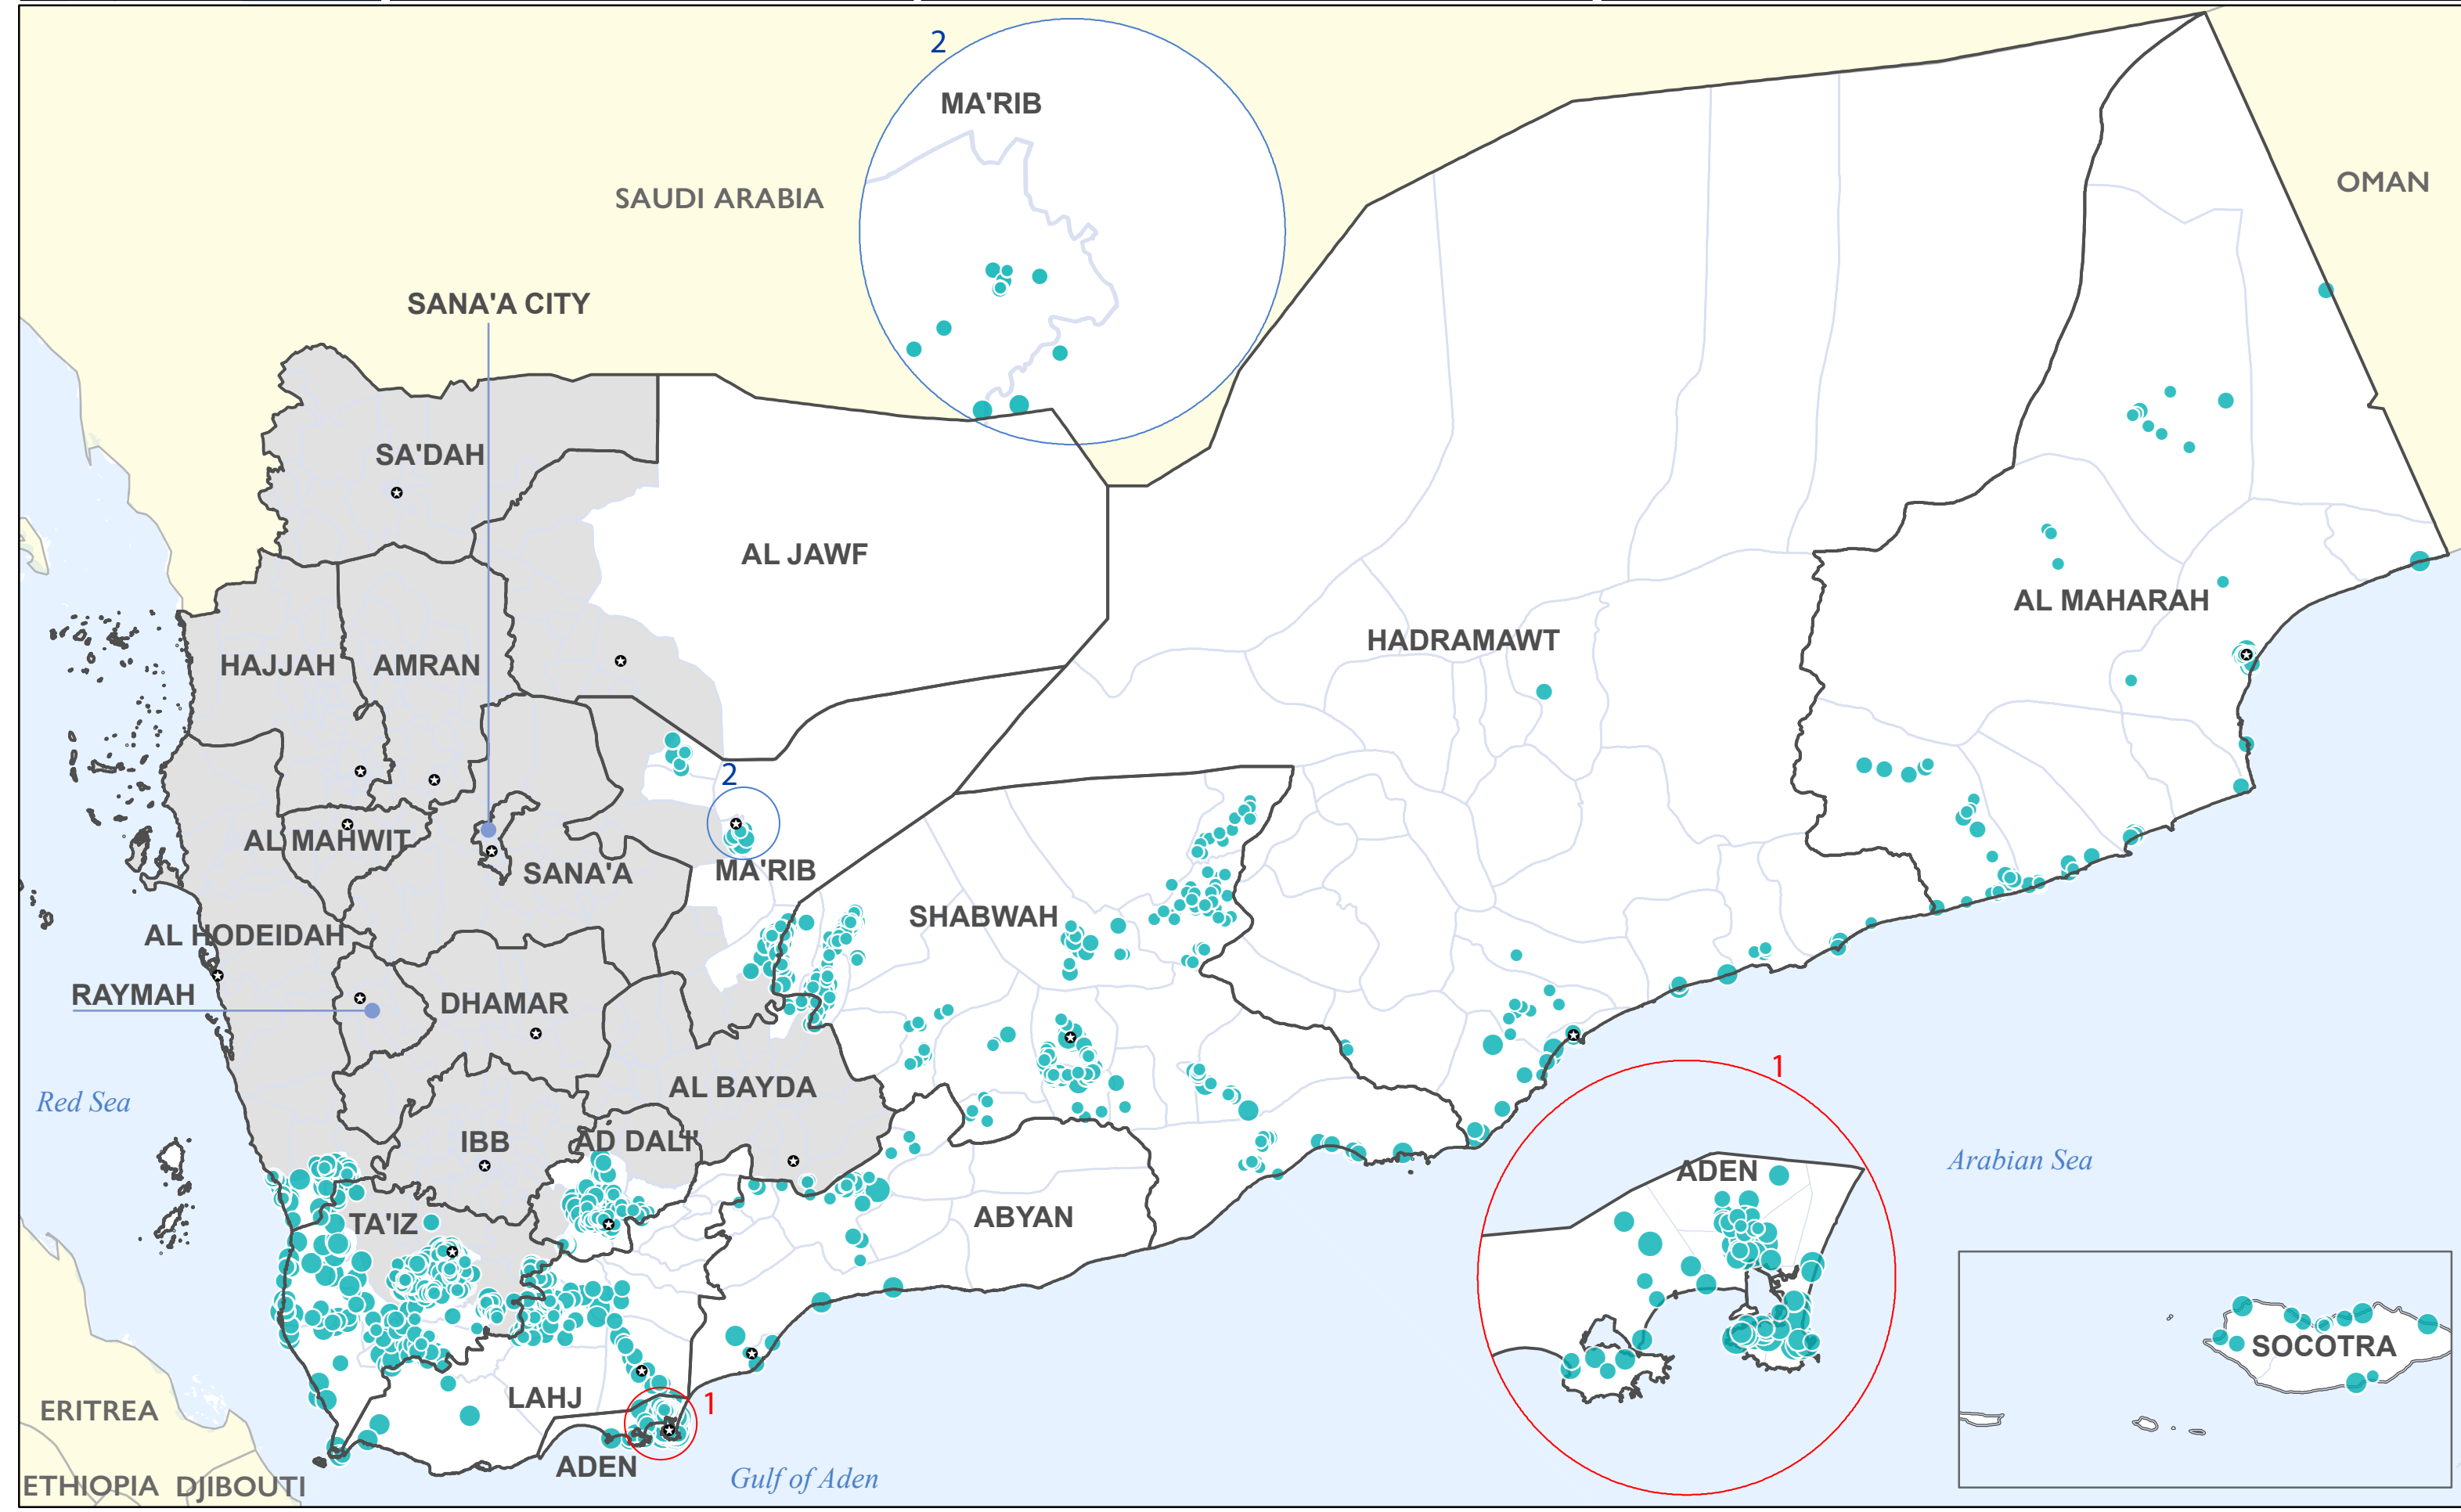 2
MA'RIB
SAUDI ARABIA
OMAN
SANA'A CITY
SA'DAH
AL JAWF
AL MAHARAH
HADRAMAWT
HAJJAH
AMRAN
2
AL MAHWIT
SANA'A
MA'RIB
SHABWAH
AL HODEIDAH
RAYMAH
DHAMAR
AL BAYDA
1
Red Sea
IBB
AD DALI'
ADEN
Arabian Sea
TA'IZ
ABYAN
SOCOTRA
LAHJ
1
ERITREA
ADEN
Gulf of Aden
ETHIOPIA
DJIBOUTI